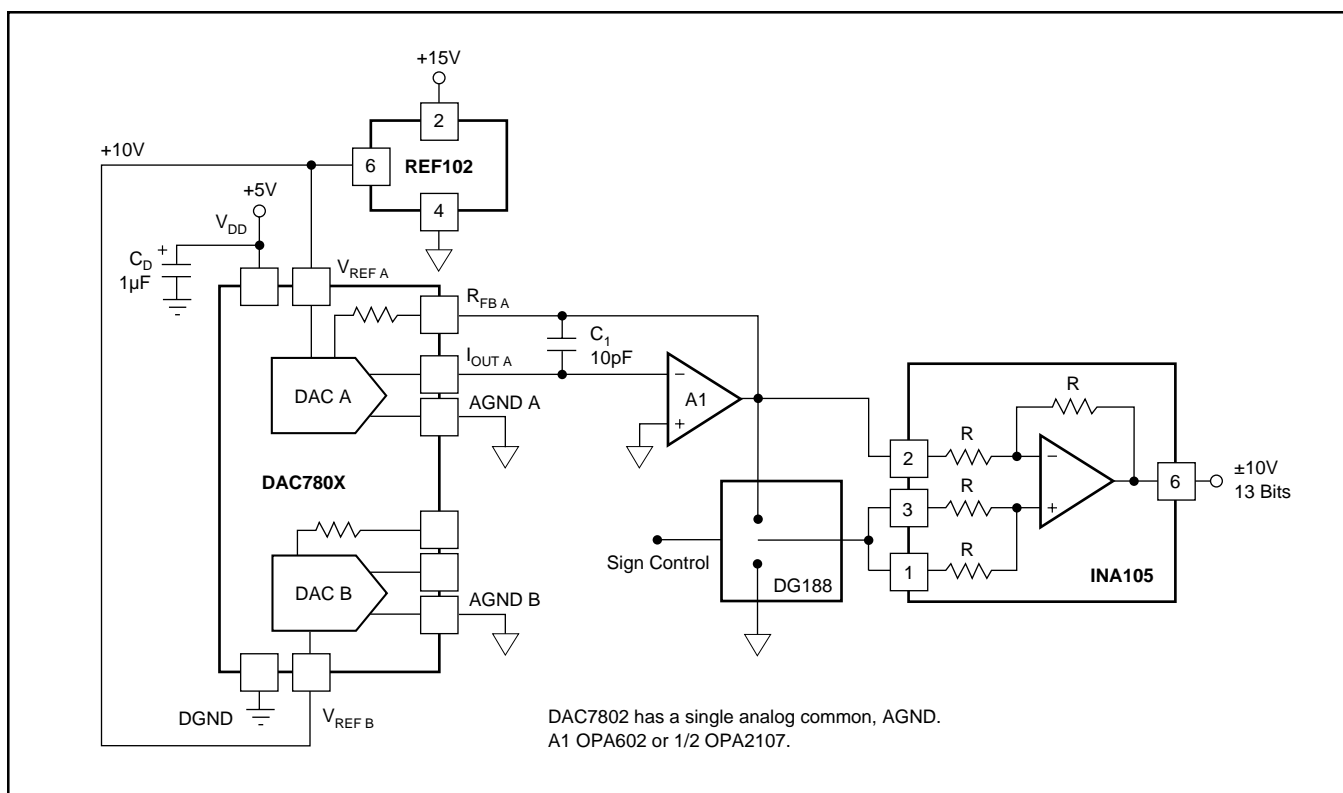 +15V
2
+10V
6
REF102
+5V
4
V_DD
C_D
+
1µF
V_REF A
R_FB A
C_1
10pF
I_OUT A
DAC A
AGND A
−
A1
+
R
R
2
−
DAC780X
6
±10V
13 Bits
R
3
+
Sign Control
R
1
DG188
INA105
DAC B
AGND B
DGND
V_REF B
DAC7802 has a single analog common, AGND.
A1 OPA602 or 1/2 OPA2107.